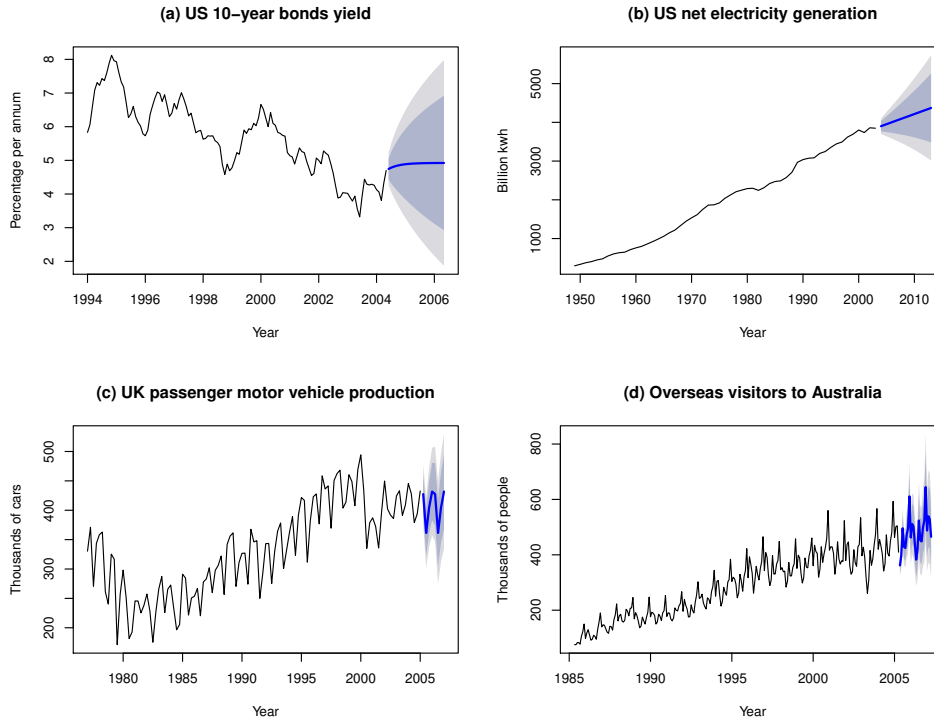 (a) US 10−year bonds yield
Percentage per annum
8
7
6
5
4
3
2
1994 1996 1998 2000 2002 2004 2006
Year
(b) US net electricity generation
Billion kwh
5000
3000
1000
1950 1960 1970 1980 1990 2000 2010
Year
(c) UK passenger motor vehicle production
Thousands of cars
500
400
300
200
1980 1985 1990 1995 2000 2005
Year
(d) Overseas visitors to Australia
Thousands of people
800
600
400
200
1985 1990 1995 2000 2005
Year